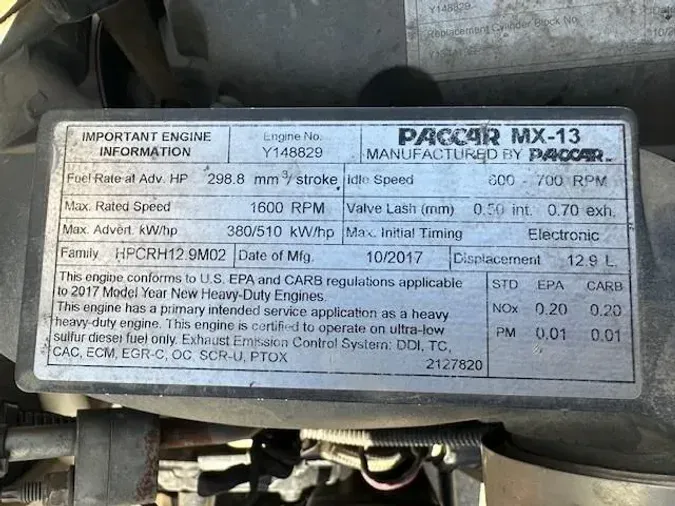 Y148829
Replacement Cylinder Block No.
IMPORTANT ENGINE
INFORMATION
Engine No.
Y148829
PACCAR MX-13
MANUFACTURED BY PACCAR INC
Fuel Rate at Adv. HP 298.8 mm³/stroke
Idle Speed 600 - 700 RPM
Max. Rated Speed 1600 RPM
Valve Lash (mm) 0.50 int. 0.70 exh.
Max. Advert. kW/hp 380/510 kW/hp
Max. Initial Timing Electronic
Family HPCRH12.9M02
Date of Mfg. 10/2017
Displacement 12.9 L
This engine conforms to U.S. EPA and CARB regulations applicable
to 2017 Model Year New Heavy-Duty Engines.
This engine has a primary intended service application as a heavy
heavy-duty engine. This engine is certified to operate on ultra-low
sulfur diesel fuel only. Exhaust Emission Control System: DDI, TC,
CAC, ECM, EGR-C, OC, SCR-U, PTOX
2127820
STD EPA CARB
NOx 0.20 0.20
PM 0.01 0.01